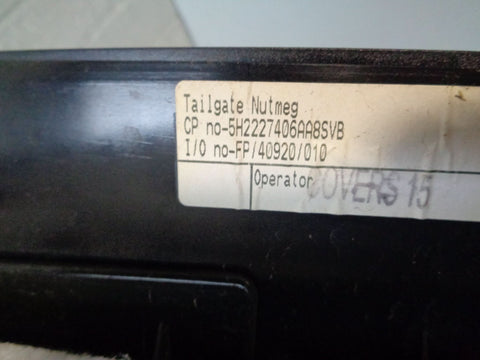 Tailgate Nutmeg
CP no-5H2227406AA8SVB
I/O no-FP/40920/010
Operator
COVERS 15